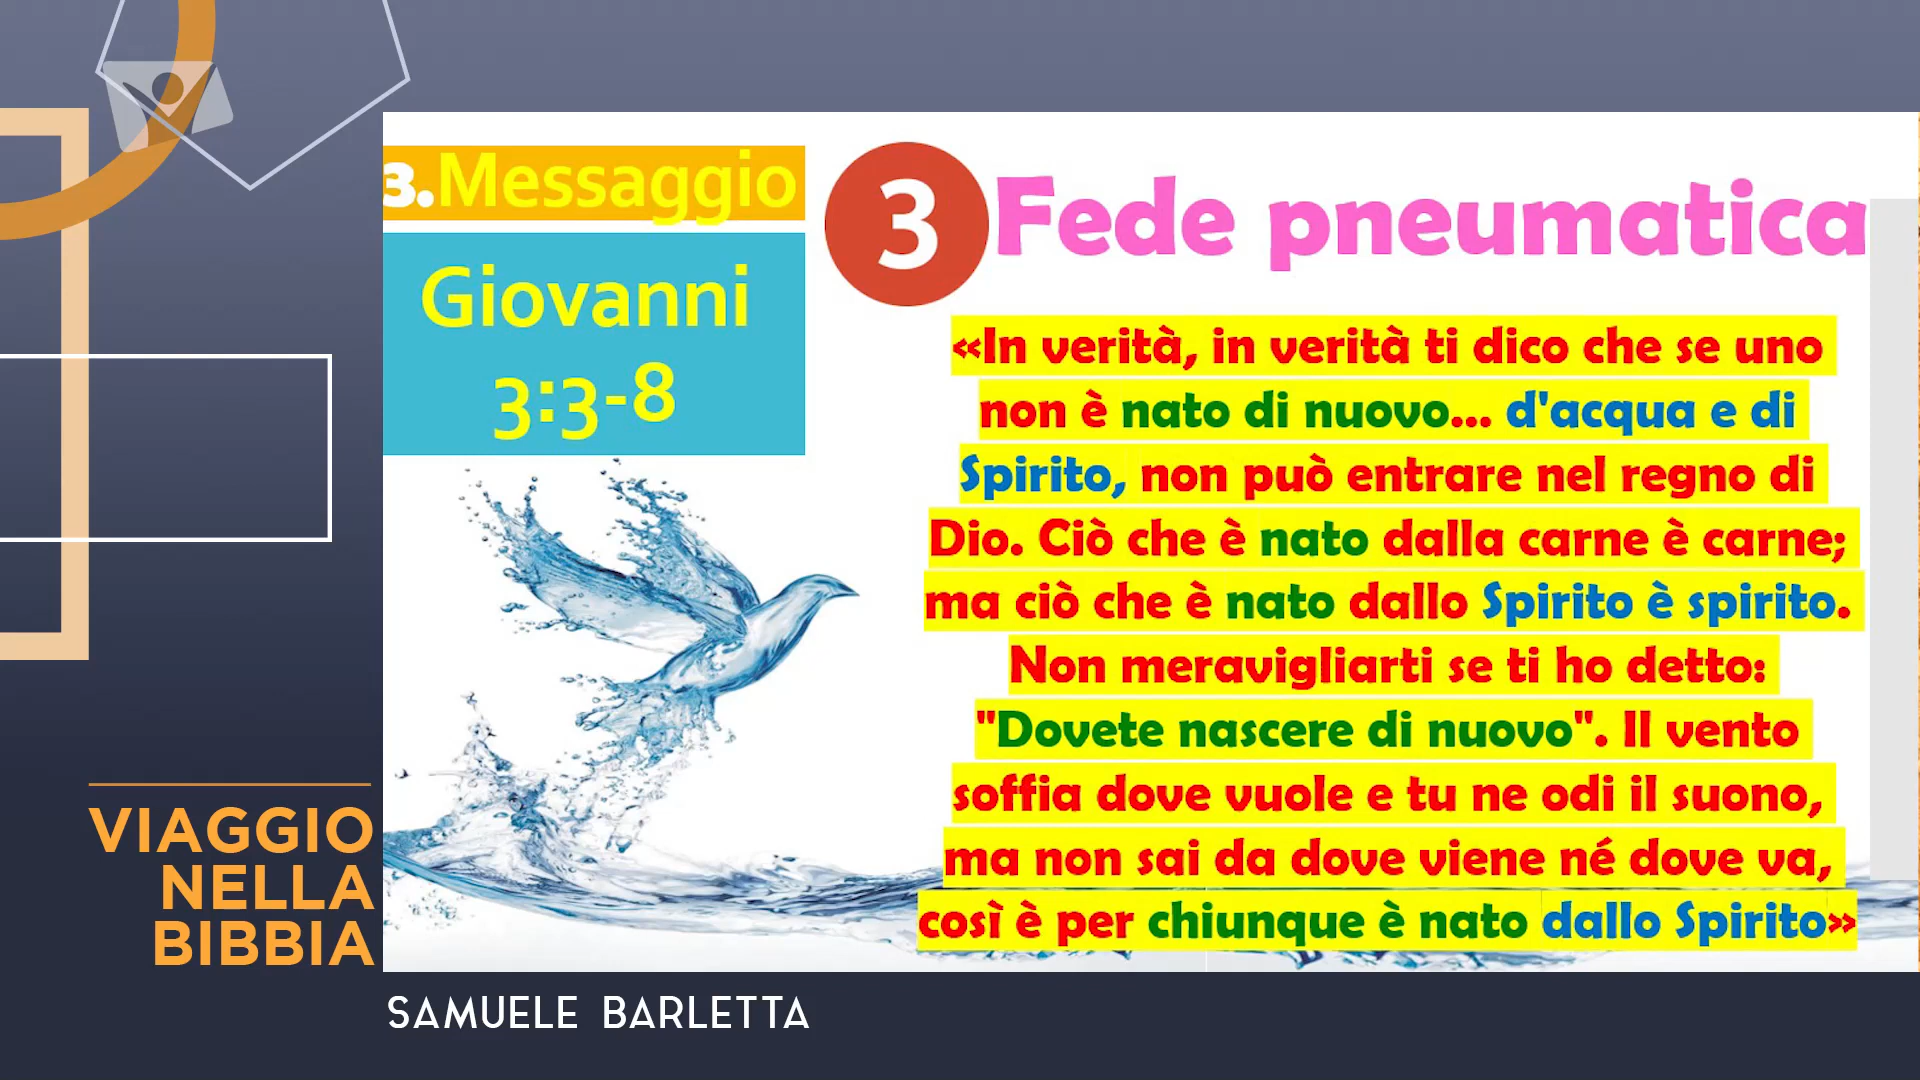 3.Messaggio
Giovanni
3:3-8
3 Fede pneumatica
«In verità, in verità ti dico che se uno
non è nato di nuovo... d'acqua e di
Spirito, non può entrare nel regno di
Dio. Ciò che è nato dalla carne è carne;
ma ciò che è nato dallo Spirito è spirito.
Non meravigliarti se ti ho detto:
"Dovete nascere di nuovo". Il vento
soffia dove vuole e tu ne odi il suono,
ma non sai da dove viene né dove va,
così è per chiunque è nato dallo Spirito»
VIAGGIO
NELLA
BIBBIA
SAMUELE BARLETTA